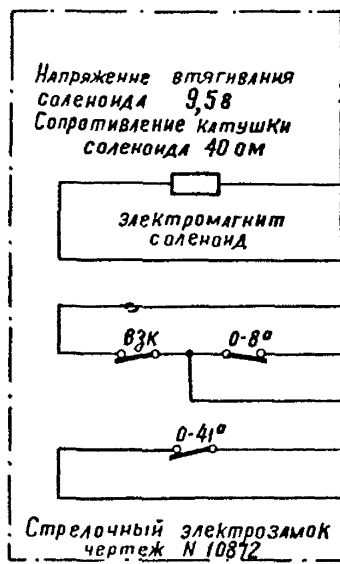 Напряжение втягивания
соленоида 9,5в
Сопротивление катушки
соленоида 40 ом
электромагнит
соленоид
ВЗК 0-8а
0-41а
Стрелочный электрозамок
чертеж N 10872